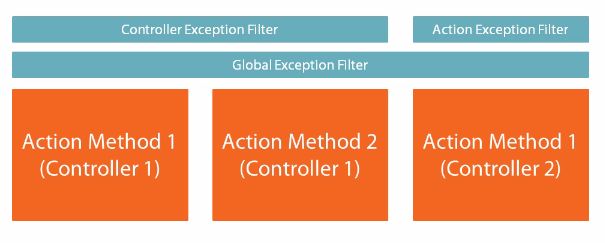 Controller Exception Filter
Action Exception Filter
Global Exception Filter
Action Method 1
(Controller 1)
Action Method 2
(Controller 1)
Action Method 1
(Controller 2)